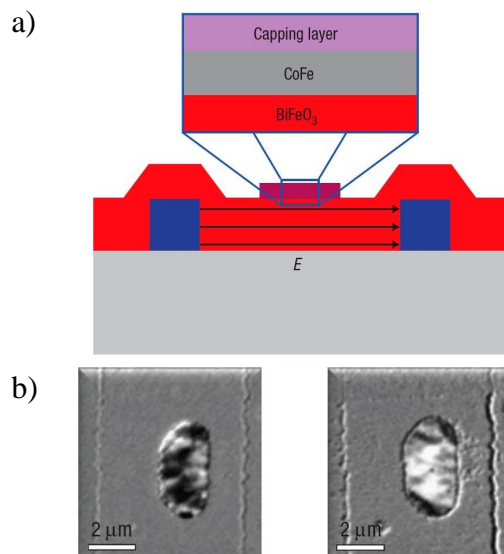 a)
Capping layer
CoFe
BiFeO₃
E
b)
2 μm
2 μm